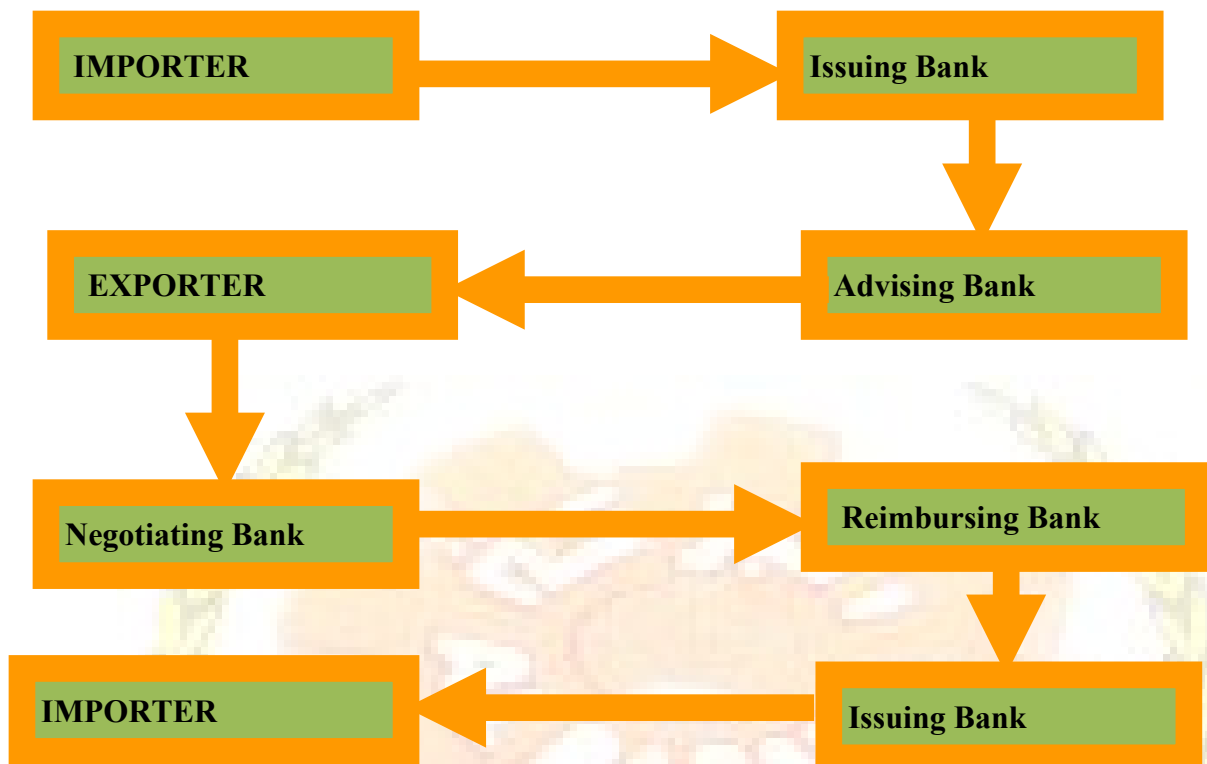 IMPORTER
Issuing Bank
EXPORTER
Advising Bank
Negotiating Bank
Reimbursing Bank
IMPORTER
Issuing Bank